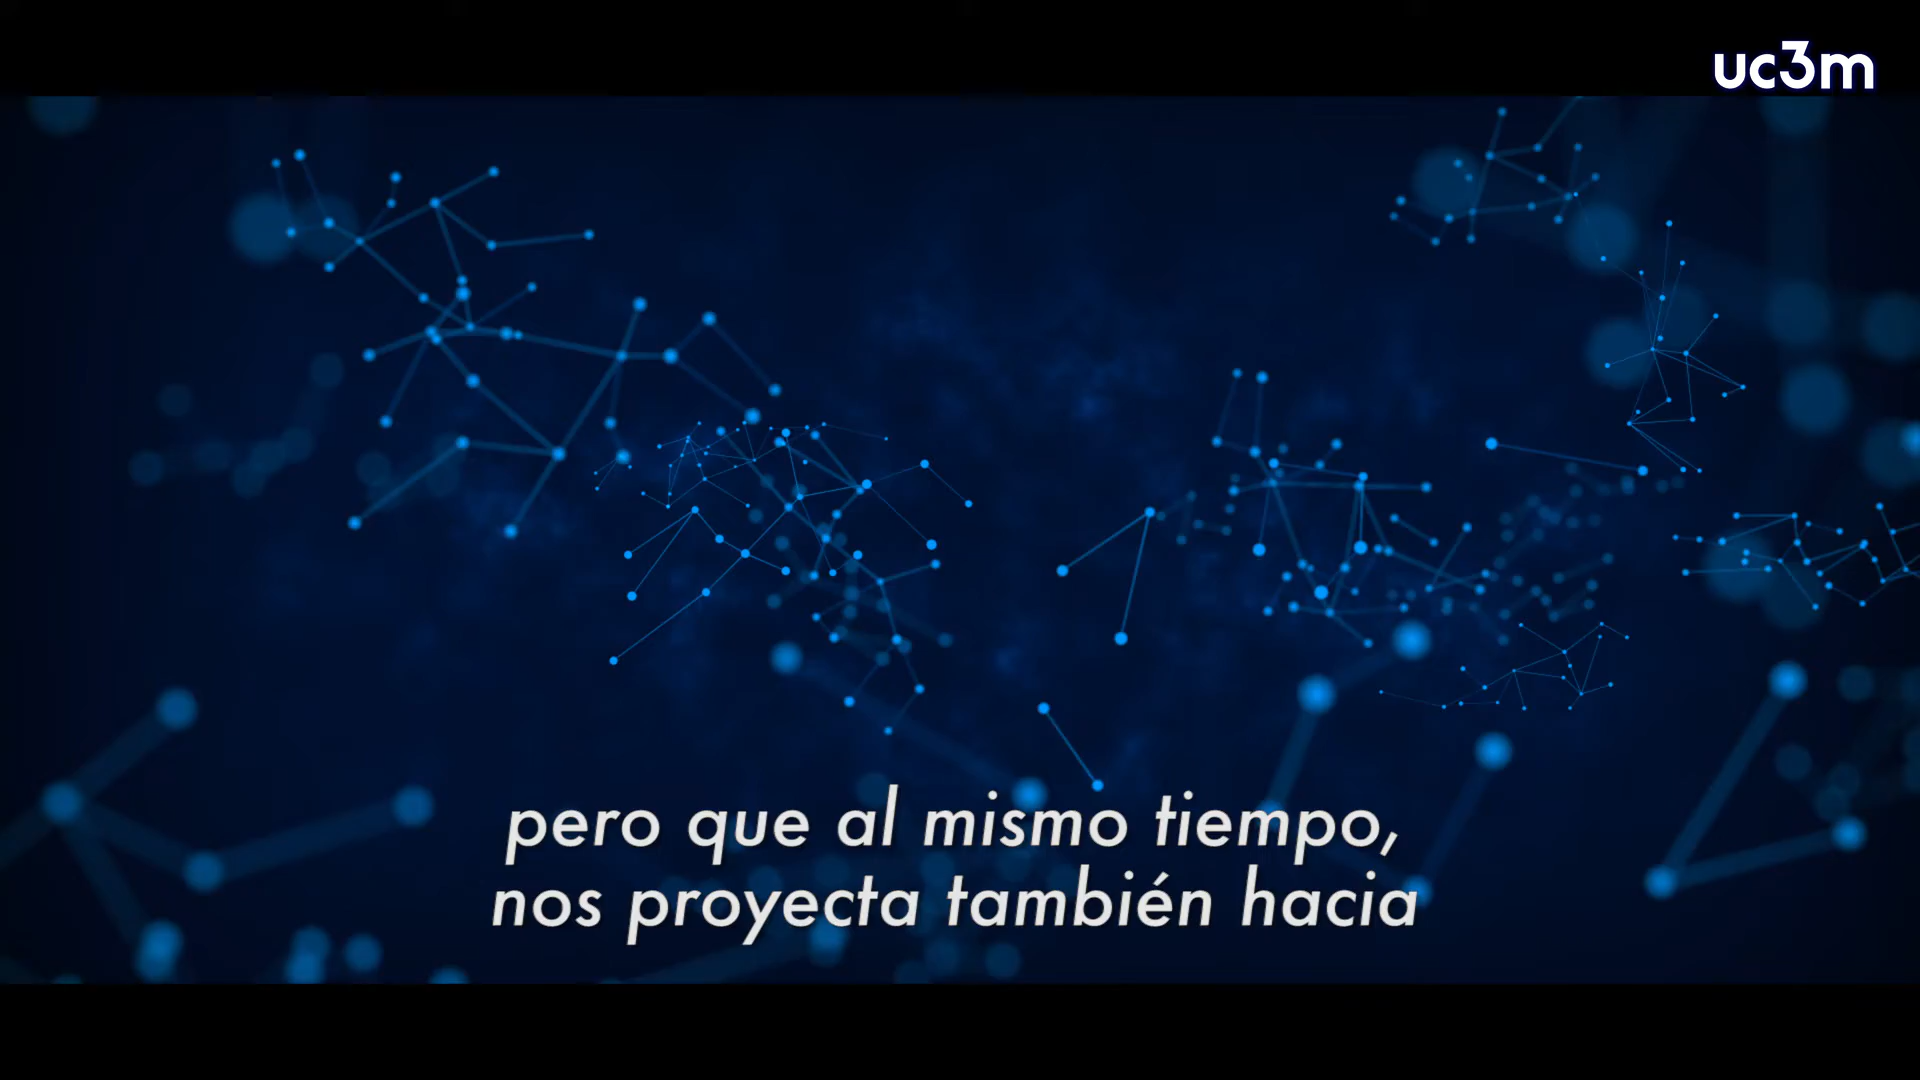 uc3m
pero que al mismo tiempo,
nos proyecta también hacia